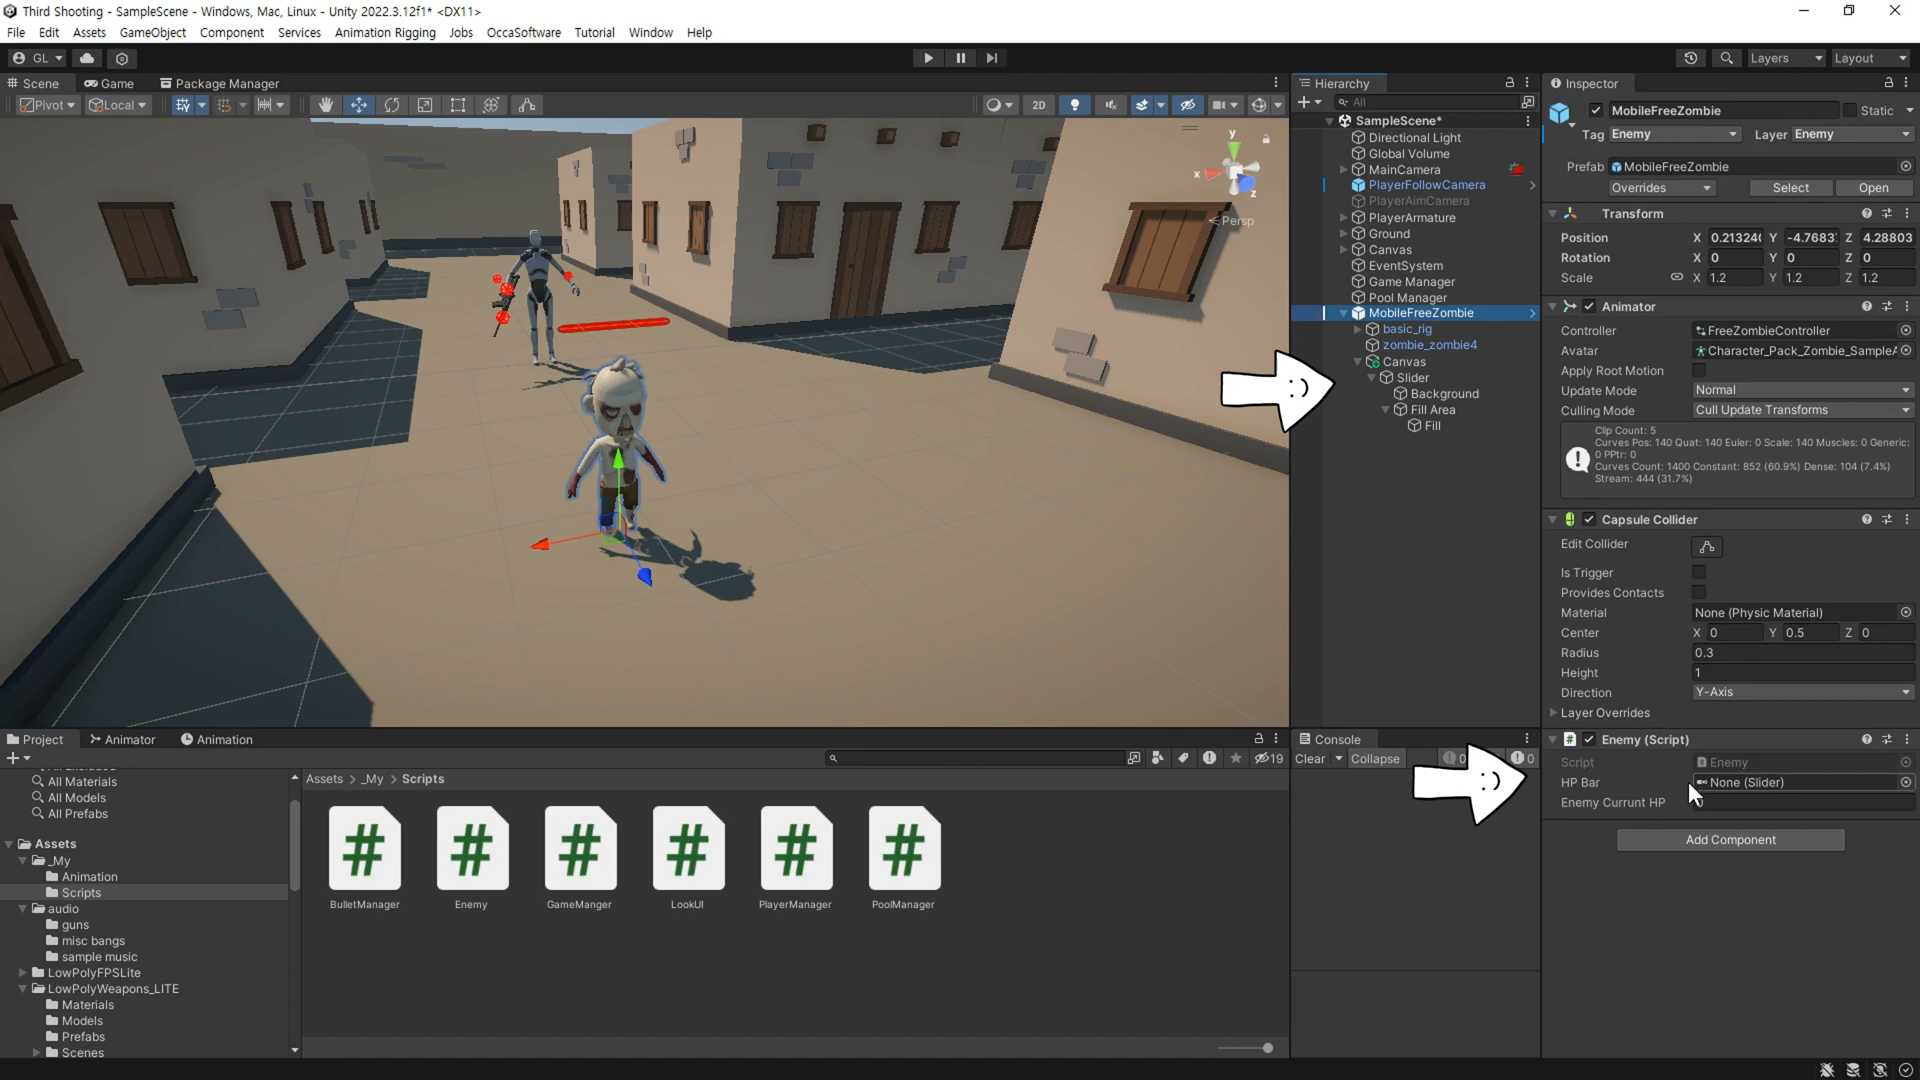 Third Shooting - SampleScene - Windows, Mac, Linux - Unity 2022.3.12f1* <DX11>
File Edit Assets GameObject Component Services Animation Rigging Jobs OccaSoftware Tutorial Window Help
GL Layers Layout
Scene Game Package Manager
Pivot Local 2D
y
x
z
Persp
Hierarchy
All
SampleScene*
Directional Light
Global Volume
MainCamera
PlayerFollowCamera
PlayerAimCamera
PlayerArmature
Ground
Canvas
EventSystem
Game Manager
Pool Manager
MobileFreeZombie
basic_rig
zombie_zombie4
Canvas
Slider
Background
Fill Area
Fill
Inspector
MobileFreeZombie Static
Tag Enemy Layer Enemy
Prefab MobileFreeZombie
Overrides Select Open
Transform
Position X 0.21324( Y -4.7683 Z 4.28803
Rotation X 0 Y 0 Z 0
Scale X 1.2 Y 1.2 Z 1.2
Animator
Controller FreeZombieController
Avatar Character_Pack_Zombie_Sample
Apply Root Motion
Update Mode Normal
Culling Mode Cull Update Transforms
Clip Count: 5
Curves Pos: 140 Quat: 140 Euler: 0 Scale: 140 Muscles: 0 Generic:
0 PPtr: 0
Curves Count: 1400 Constant: 852 (60.9%) Dense: 104 (7.4%)
Stream: 444 (31.7%)
Capsule Collider
Edit Collider
Is Trigger
Provides Contacts
Material None (Physic Material)
Center X 0 Y 0.5 Z 0
Radius 0.3
Height 1
Direction Y-Axis
Layer Overrides
Enemy (Script)
Script Enemy
HP Bar None (Slider)
Enemy Currunt HP
Add Component
Project Animator Animation
19
All Materials
All Models
All Prefabs
Assets
_My
Animation
Scripts
audio
guns
misc bangs
sample music
LowPolyFPSLite
LowPolyWeapons_LITE
Materials
Models
Prefabs
Scenes
Assets > _My > Scripts
BulletManager Enemy GameManger LookUI PlayerManager PoolManager
Console
Clear Collapse 0 0